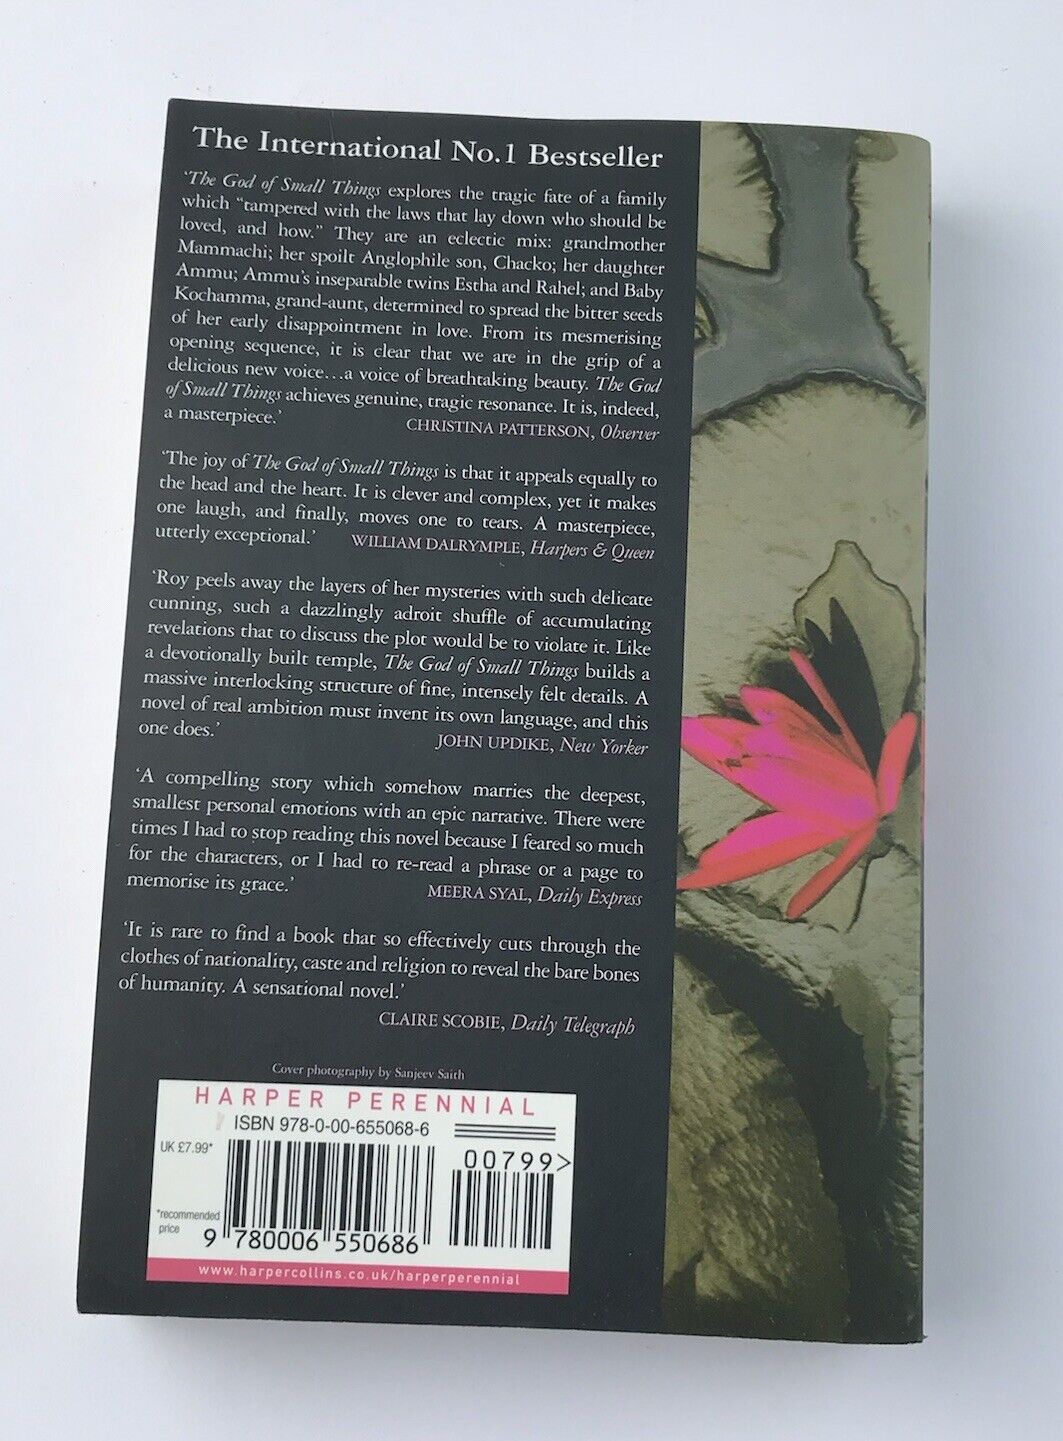 The International No.1 Bestseller
‘The God of Small Things explores the tragic fate of a family
which “tampered with the laws that lay down who should be
loved, and how.” They are an eclectic mix: grandmother
Mammachi; her spoilt Anglophile son, Chacko; her daughter
Ammu; Ammu’s inseparable twins Estha and Rahel; and Baby
Kochamma, grand-aunt, determined to spread the bitter seeds
of her early disappointment in love. From its mesmerising
opening sequence, it is clear that we are in the grip of a
delicious new voice…a voice of breathtaking beauty. The God
of Small Things achieves genuine, tragic resonance. It is, indeed,
a masterpiece.’ CHRISTINA PATTERSON, Observer
‘The joy of The God of Small Things is that it appeals equally to
the head and the heart. It is clever and complex, yet it makes
one laugh, and finally, moves one to tears. A masterpiece,
utterly exceptional.’ WILLIAM DALRYMPLE, Harpers & Queen
‘Roy peels away the layers of her mysteries with such delicate
cunning, such a dazzlingly adroit shuffle of accumulating
revelations that to discuss the plot would be to violate it. Like
a devotionally built temple, The God of Small Things builds a
massive interlocking structure of fine, intensely felt details. A
novel of real ambition must invent its own language, and this
one does.’ JOHN UPDIKE, New Yorker
‘A compelling story which somehow marries the deepest,
smallest personal emotions with an epic narrative. There were
times I had to stop reading this novel because I feared so much
for the characters, or I had to re-read a phrase or a page to
memorise its grace.’ MEERA SYAL, Daily Express
‘It is rare to find a book that so effectively cuts through the
clothes of nationality, caste and religion to reveal the bare bones
of humanity. A sensational novel.’
CLAIRE SCOBIE, Daily Telegraph
Cover photography by Sanjeev Saith
HARPER PERENNIAL
ISBN 978-0-00-655068-6
UK £7.99*
00799>
*recommended
price
9 780006 550686
www.harpercollins.co.uk/harperperennial